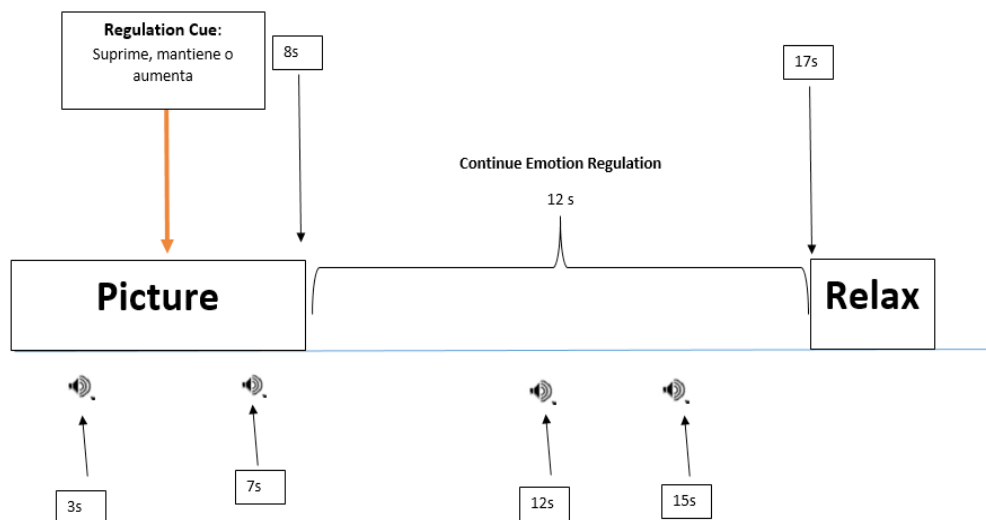 Regulation Cue:
Suprime, mantiene o
aumenta
8s
17s
Continue Emotion Regulation
12 s
Picture
Relax
3s
7s
12s
15s